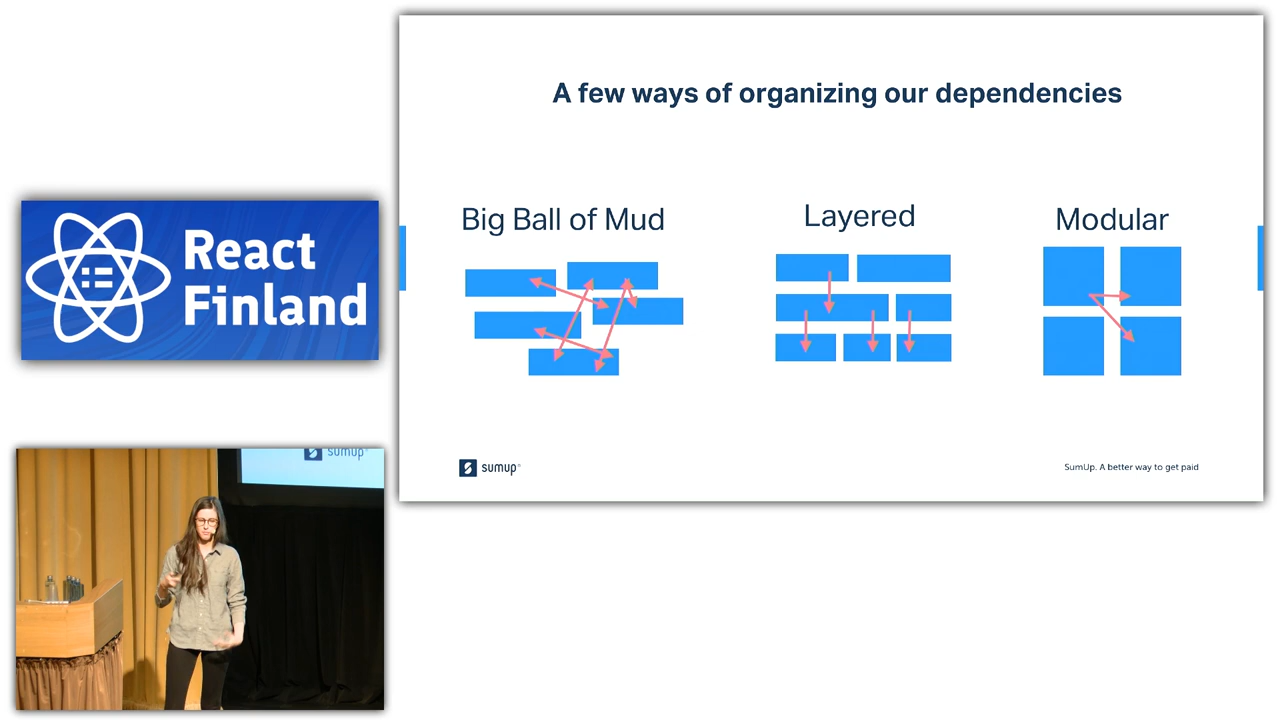 A few ways of organizing our dependencies
Big Ball of Mud
Layered
Modular
sumup
SumUp. A better way to get paid
React
Finland
sumup